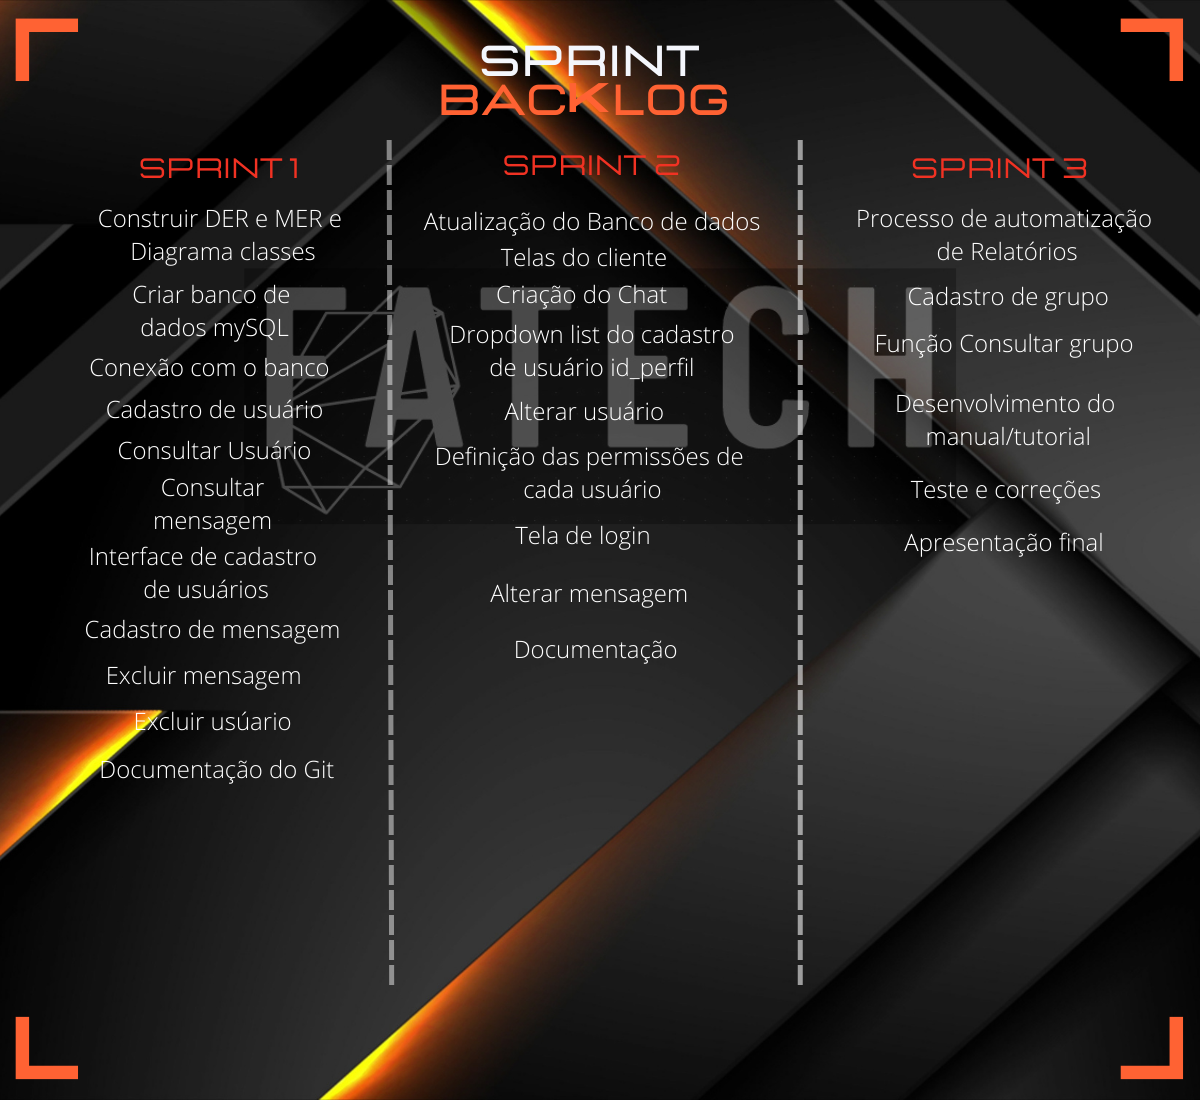 SPRINT
BACKLOG
SPRINT 1
Construir DER e MER e
Diagrama classes
Criar banco de
dados mySQL
Conexão com o banco
Cadastro de usuário
Consultar Usuário
Consultar
mensagem
Interface de cadastro
de usuários
Cadastro de mensagem
Excluir mensagem
Excluir usúario
Documentação do Git
SPRINT 2
Atualização do Banco de dados
Telas do cliente
Criação do Chat
Dropdown list do cadastro
de usuário id_perfil
Alterar usuário
Definição das permissões de
cada usuário
Tela de login
Alterar mensagem
Documentação
SPRINT 3
Processo de automatização
de Relatórios
Cadastro de grupo
Função Consultar grupo
Desenvolvimento do
manual/tutorial
Teste e correções
Apresentação final
FATECH